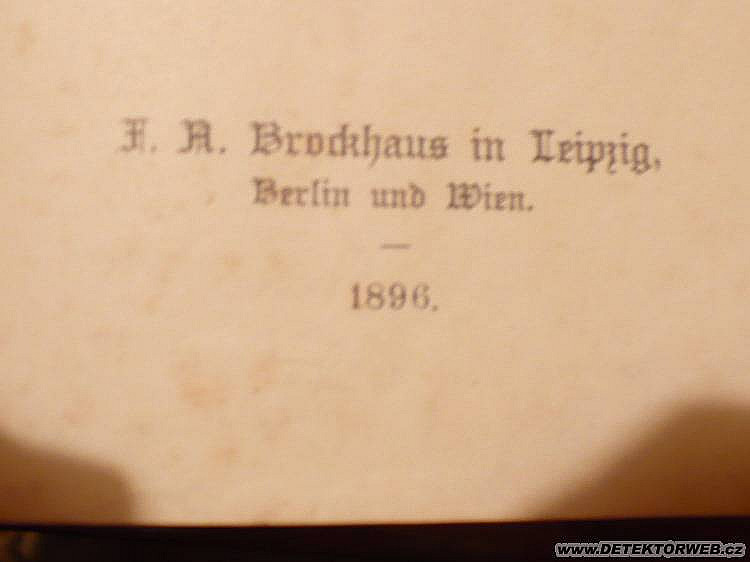 F. A. Brockhaus in Leipzig,
Berlin und Wien.
—
1896.
www.DETEKTORWEB.cz